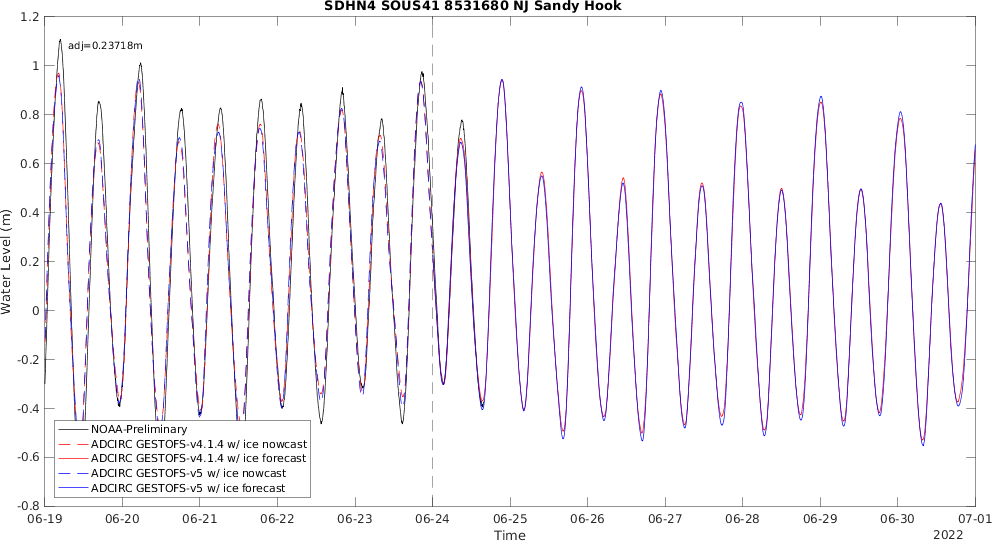 SDHN4 SOUS41 8531680 NJ Sandy Hook
adj=0.23718m
Water Level (m)
1.2
1
0.8
0.6
0.4
0.2
0
-0.2
-0.4
-0.6
-0.8
NOAA-Preliminary
ADCIRC GESTOFS-v4.1.4 w/ ice nowcast
ADCIRC GESTOFS-v4.1.4 w/ ice forecast
ADCIRC GESTOFS-v5 w/ ice nowcast
ADCIRC GESTOFS-v5 w/ ice forecast
06-19 06-20 06-21 06-22 06-23 06-24 06-25 06-26 06-27 06-28 06-29 06-30 07-01
Time
2022